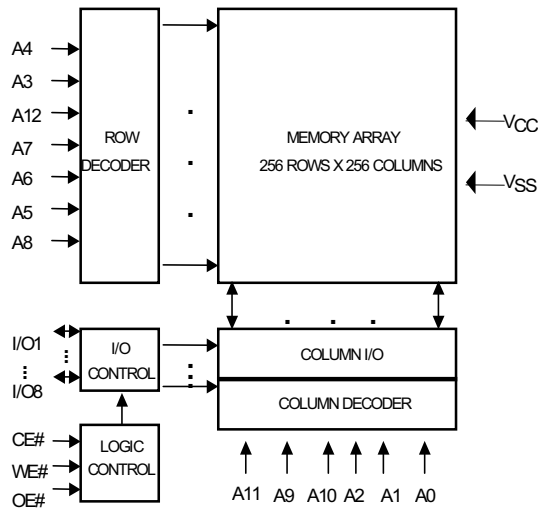 A4
A3
A12
A7
A6
A5
A8
ROW
DECODER
MEMORY ARRAY
256 ROWS X 256 COLUMNS
VCC
VSS
I/O1
I/O8
I/O
CONTROL
COLUMN I/O
COLUMN DECODER
CE#
WE#
OE#
LOGIC
CONTROL
A11 A9 A10 A2 A1 A0